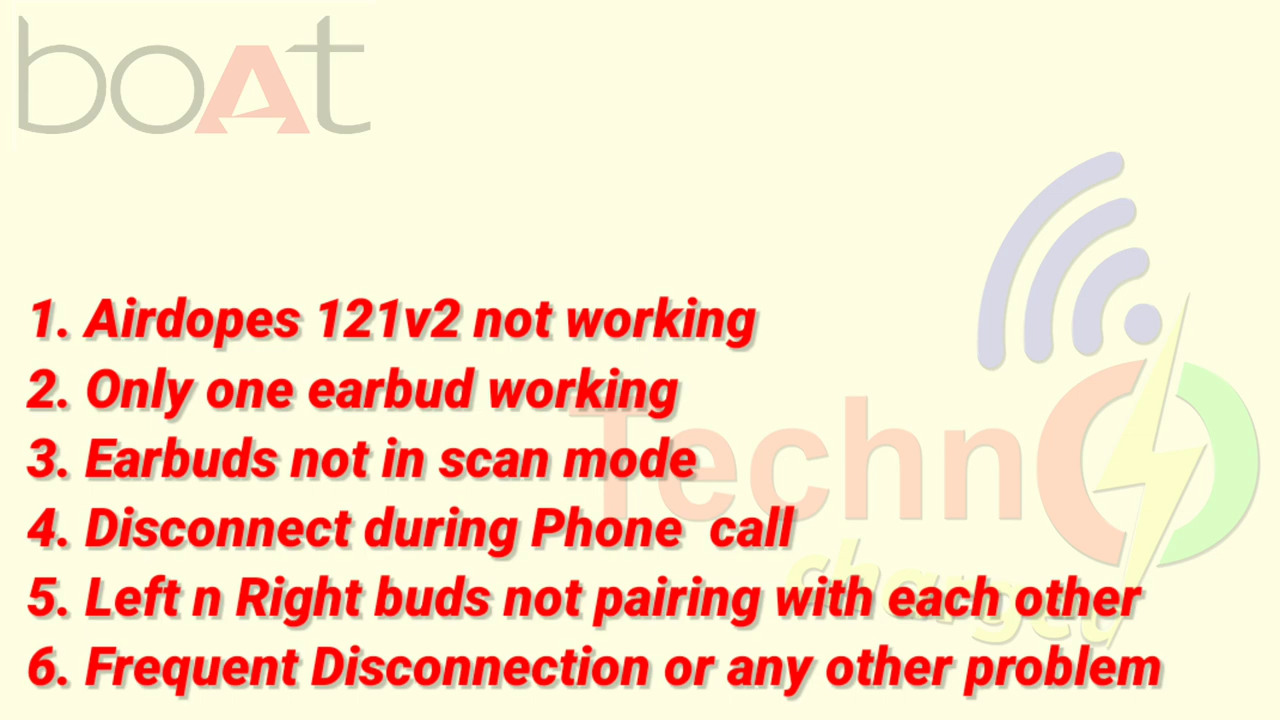 boAt
1. Airdopes 121v2 not working
2. Only one earbud working
3. Earbuds not in scan mode
4. Disconnect during Phone call
5. Left n Right buds not pairing with each other
6. Frequent Disconnection or any other problem
TechnO
charged